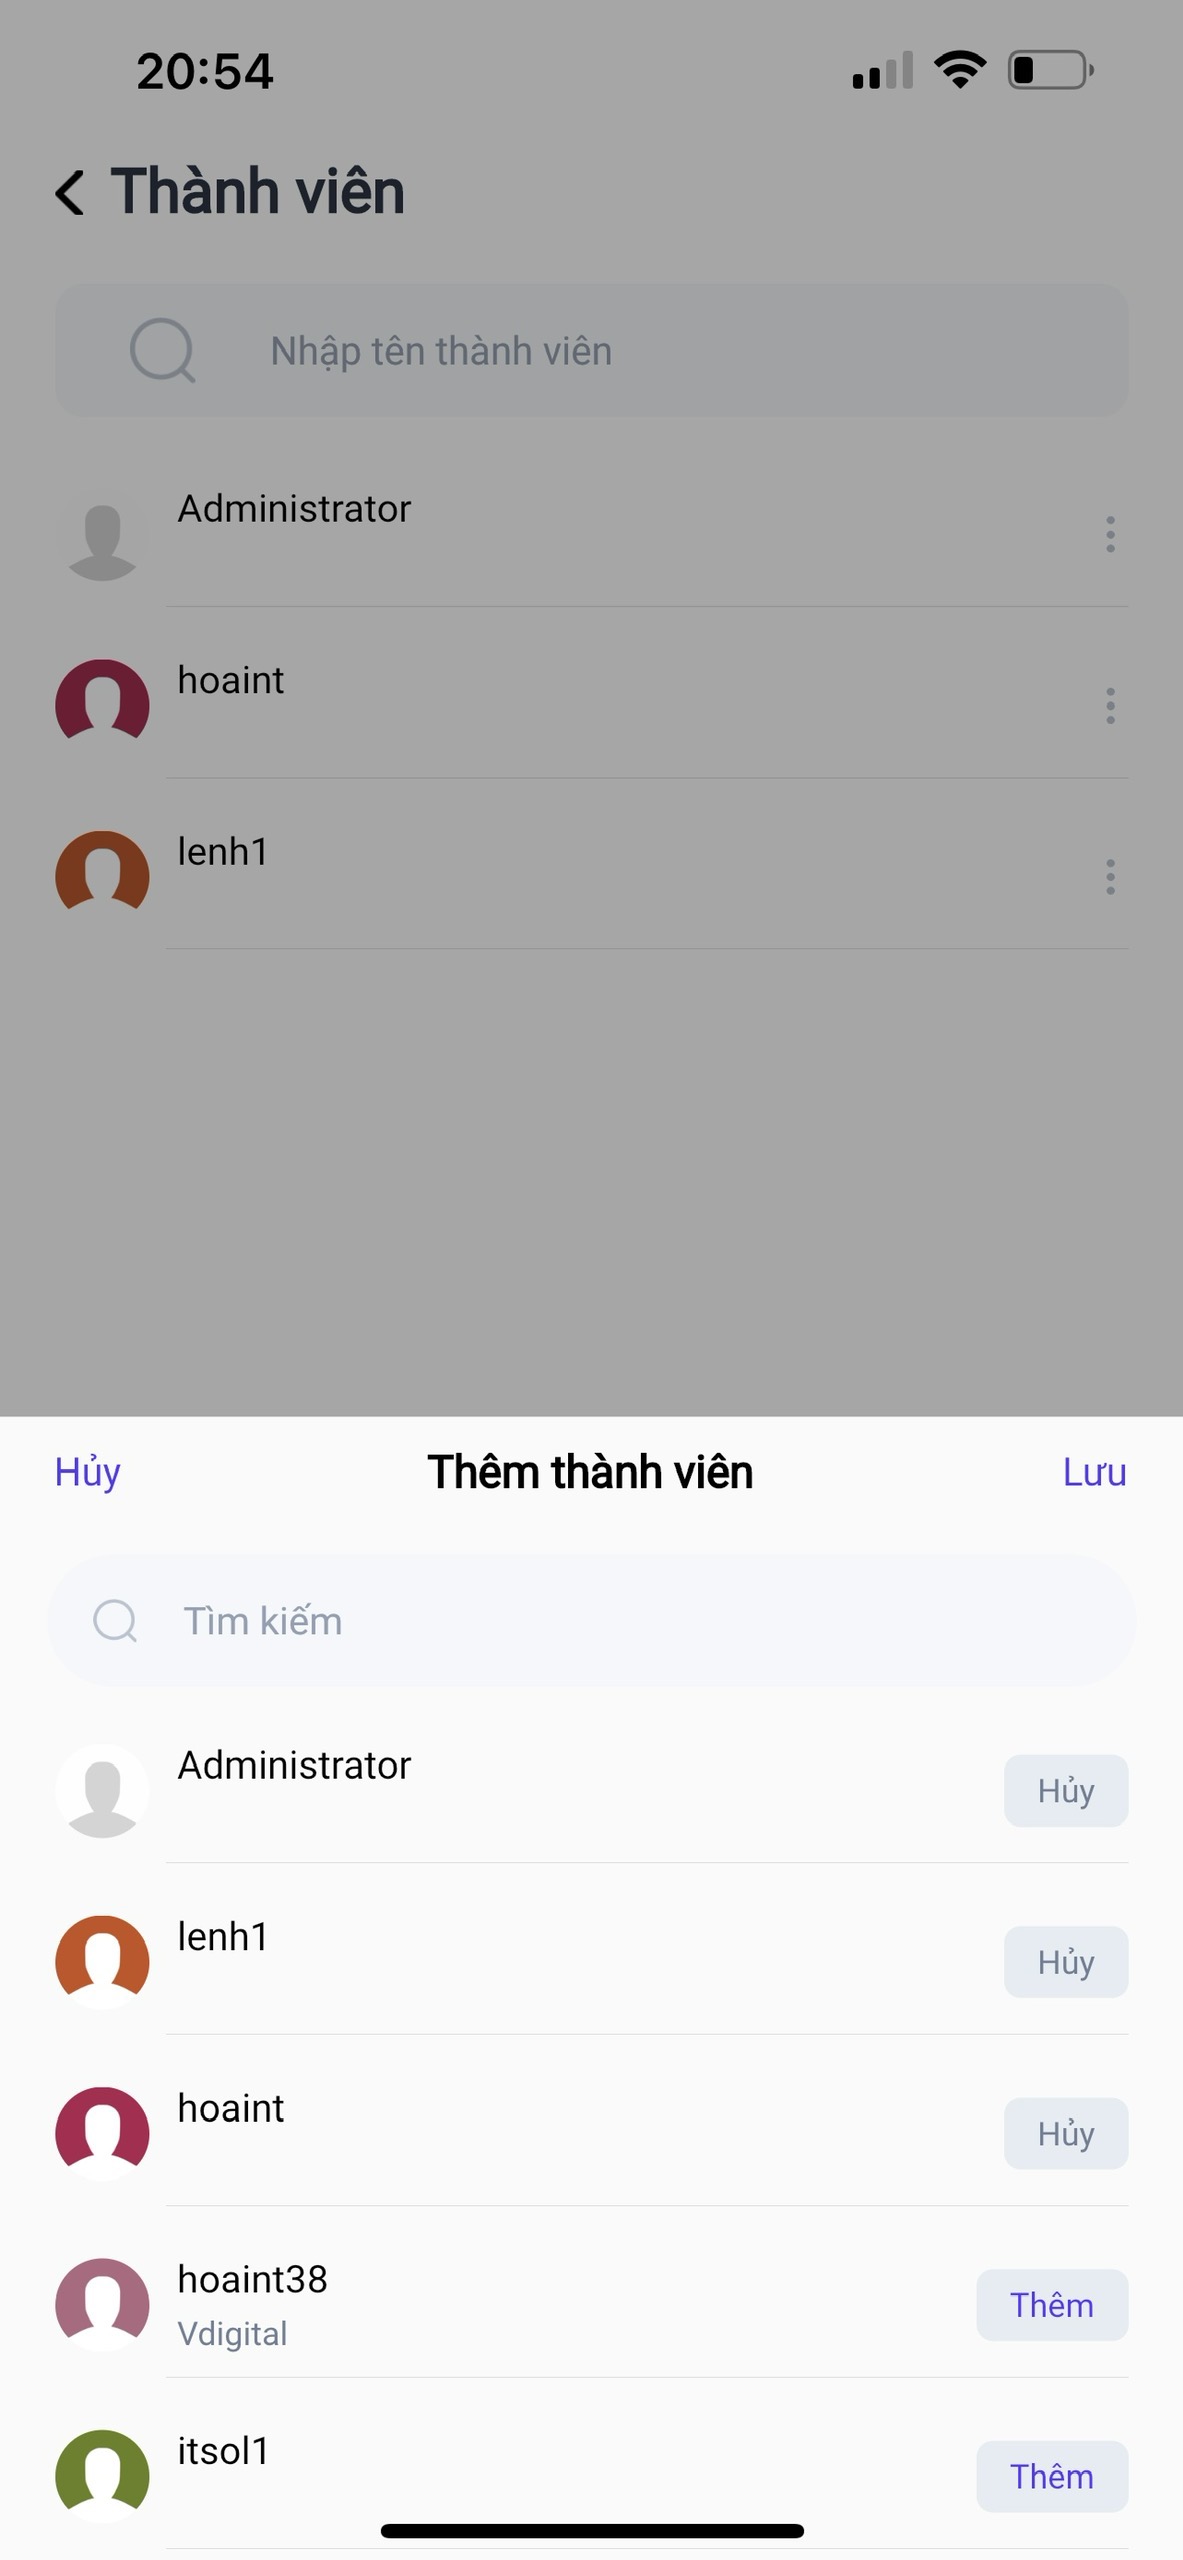 20:54
Thành viên
Nhập tên thành viên
Administrator
hoaint
lenh1
Hủy
Thêm thành viên
Lưu
Tìm kiếm
Administrator
Hủy
lenh1
Hủy
hoaint
Hủy
hoaint38
Vdigital
Thêm
itsol1
Thêm